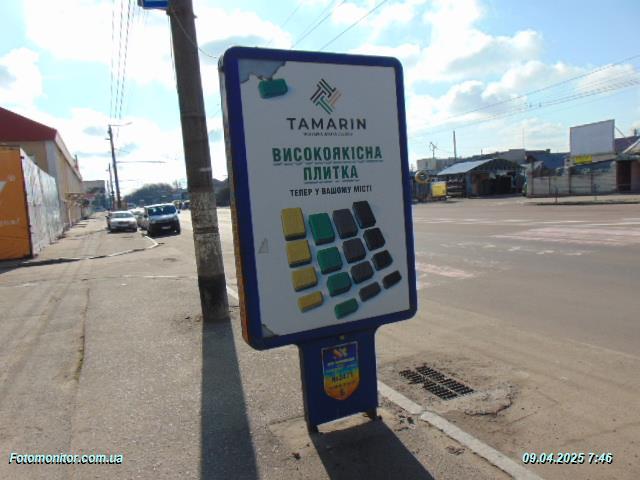 TAMARIN
ВИСОКОЯКІСНА
ПЛИТКА
ТЕПЕР У ВАШОМУ МІСТІ
Fotomonitor.com.ua
09.04.2025 7:46